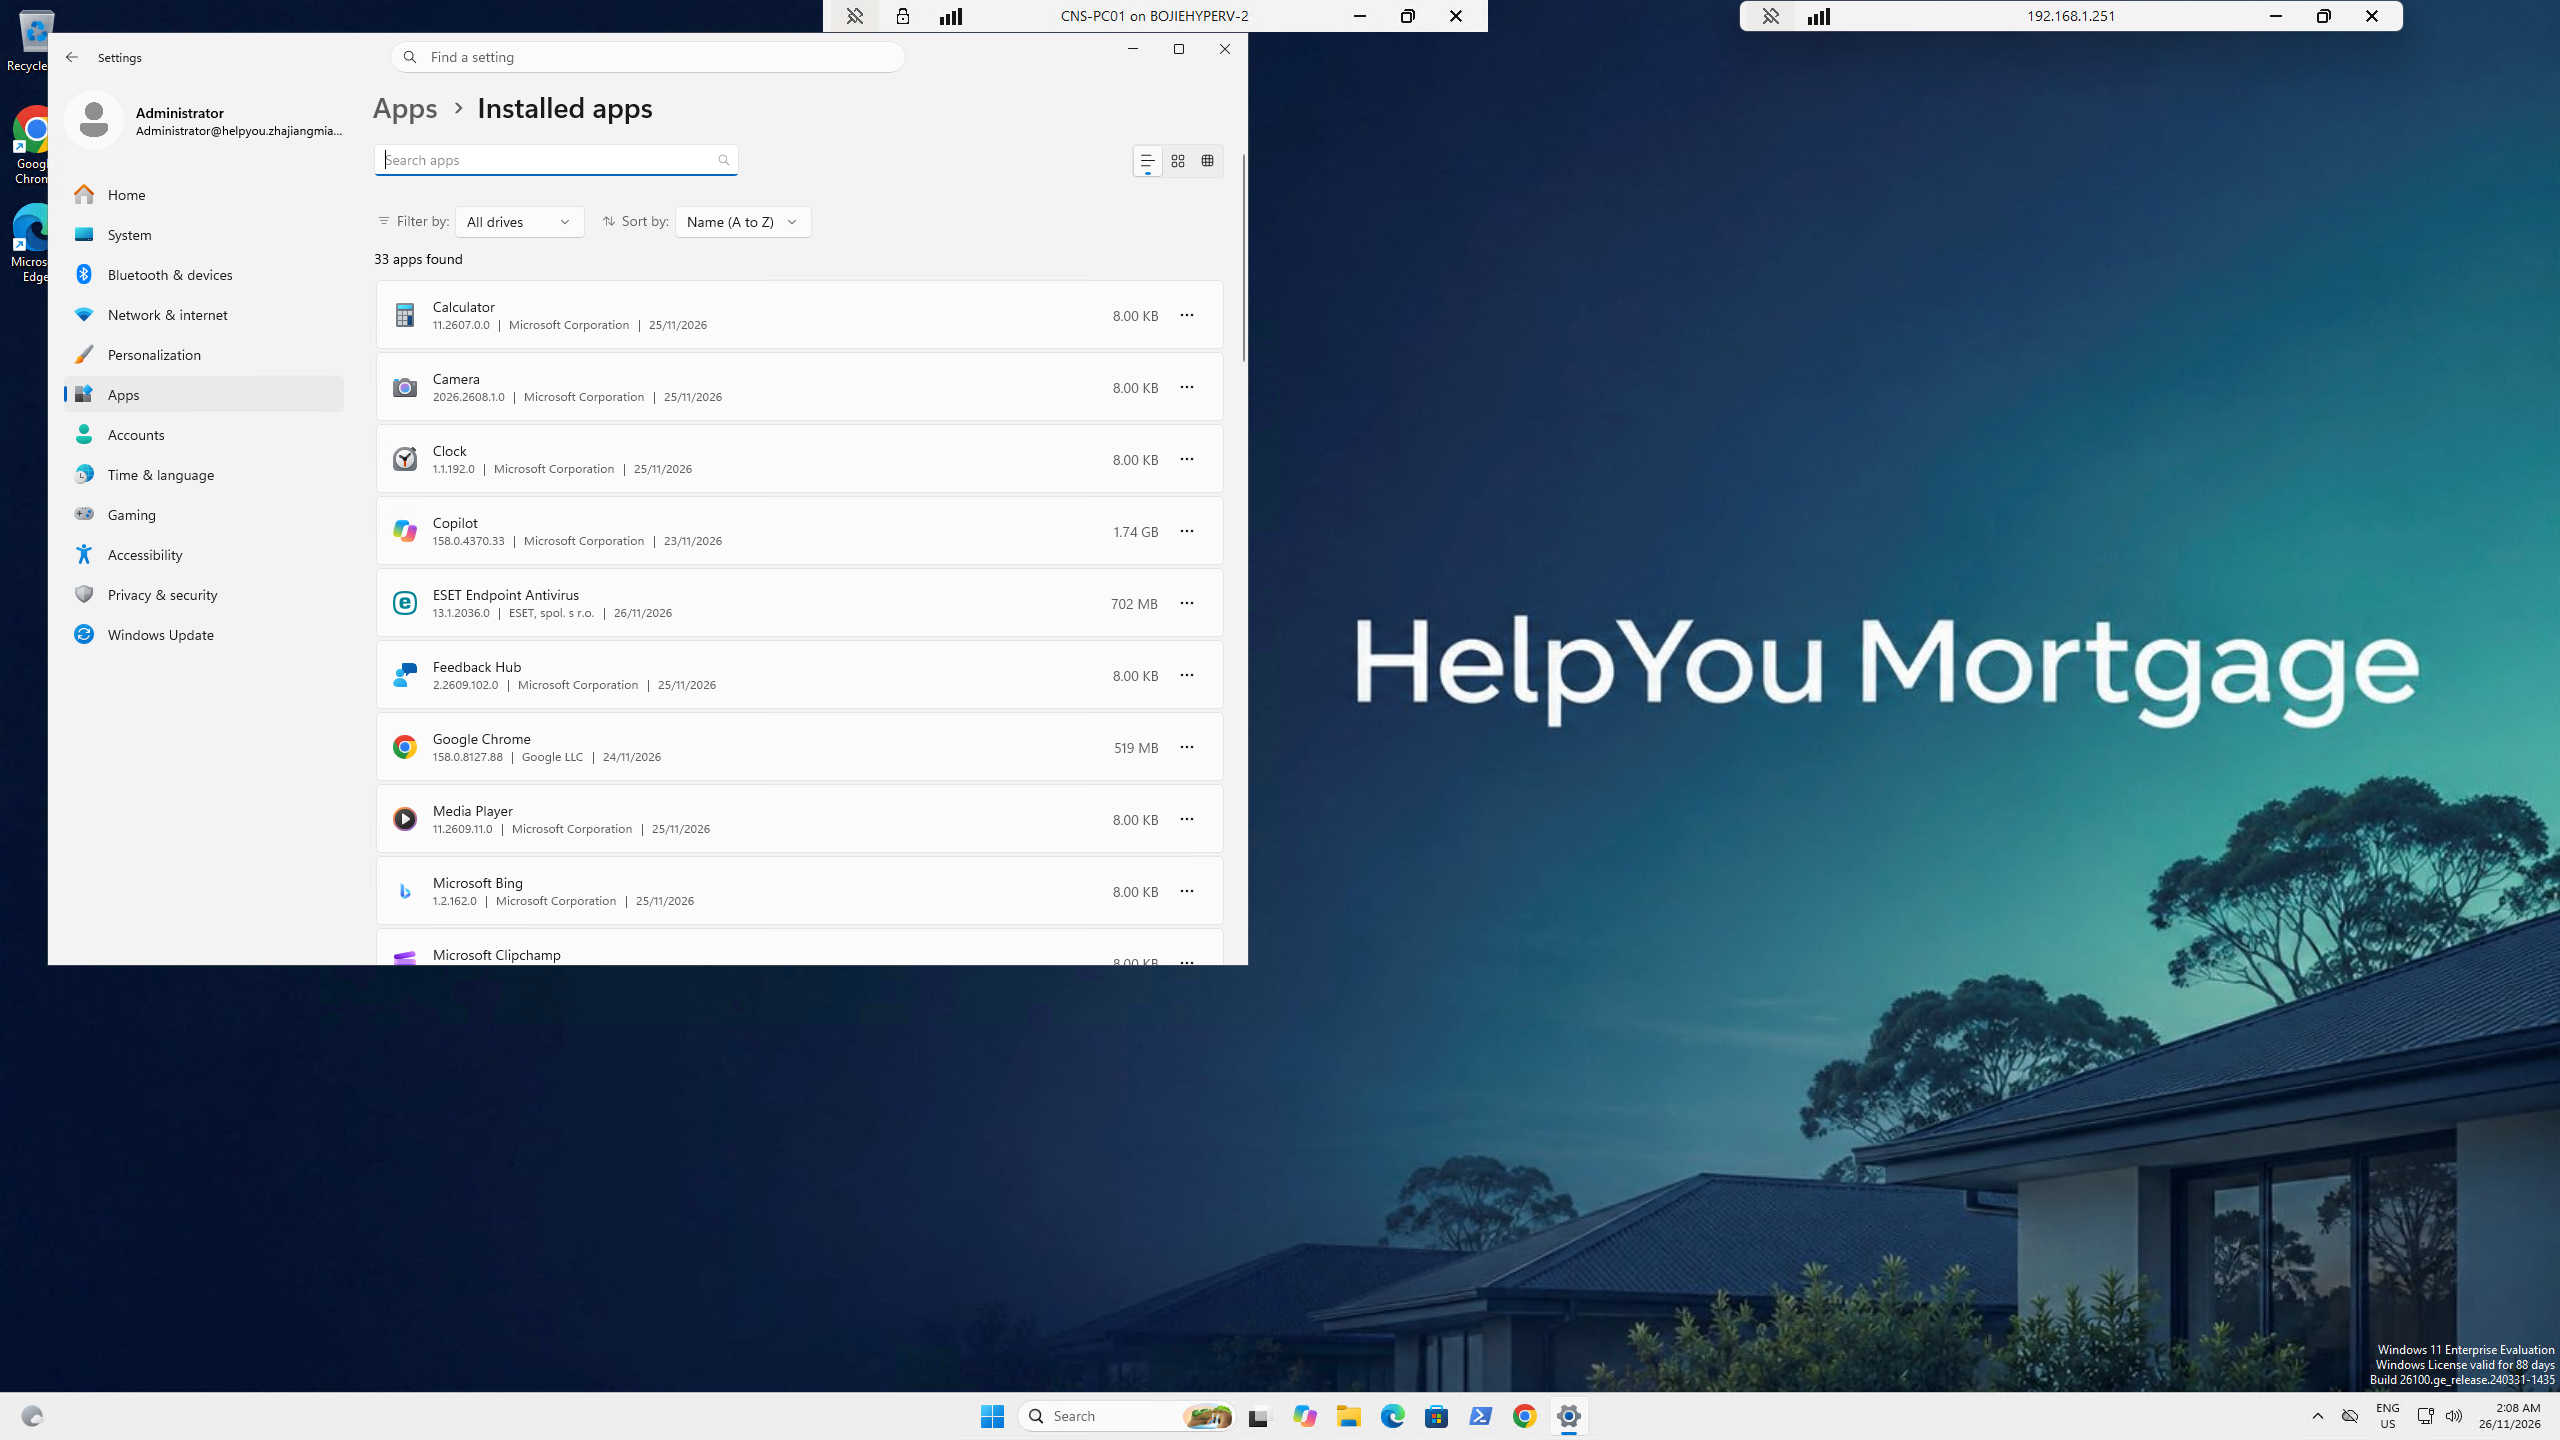 CNS-PC01 on BOJIEHYPERV-2
192.168.1.251
Recycle
Google
Chrom
Micros
Edge
Settings
Find a setting
Administrator
Administrator@helpyou.zhajiangmia...
Home
System
Bluetooth & devices
Network & internet
Personalization
Apps
Accounts
Time & language
Gaming
Accessibility
Privacy & security
Windows Update
Apps > Installed apps
Search apps
Filter by: All drives Sort by: Name (A to Z)
33 apps found
Calculator
11.2607.0.0 | Microsoft Corporation | 25/11/2026
8.00 KB
Camera
2026.2608.1.0 | Microsoft Corporation | 25/11/2026
8.00 KB
Clock
1.1.192.0 | Microsoft Corporation | 25/11/2026
8.00 KB
Copilot
158.0.4370.33 | Microsoft Corporation | 23/11/2026
1.74 GB
ESET Endpoint Antivirus
13.1.2036.0 | ESET, spol. s r.o. | 26/11/2026
702 MB
Feedback Hub
2.2609.102.0 | Microsoft Corporation | 25/11/2026
8.00 KB
Google Chrome
158.0.8127.88 | Google LLC | 24/11/2026
519 MB
Media Player
11.2609.11.0 | Microsoft Corporation | 25/11/2026
8.00 KB
Microsoft Bing
1.2.162.0 | Microsoft Corporation | 25/11/2026
8.00 KB
Microsoft Clipchamp
8.00 KB
HelpYou Mortgage
Windows 11 Enterprise Evaluation
Windows License valid for 88 days
Build 26100.ge_release.240331-1435
Search
ENG
US
2:08 AM
26/11/2026